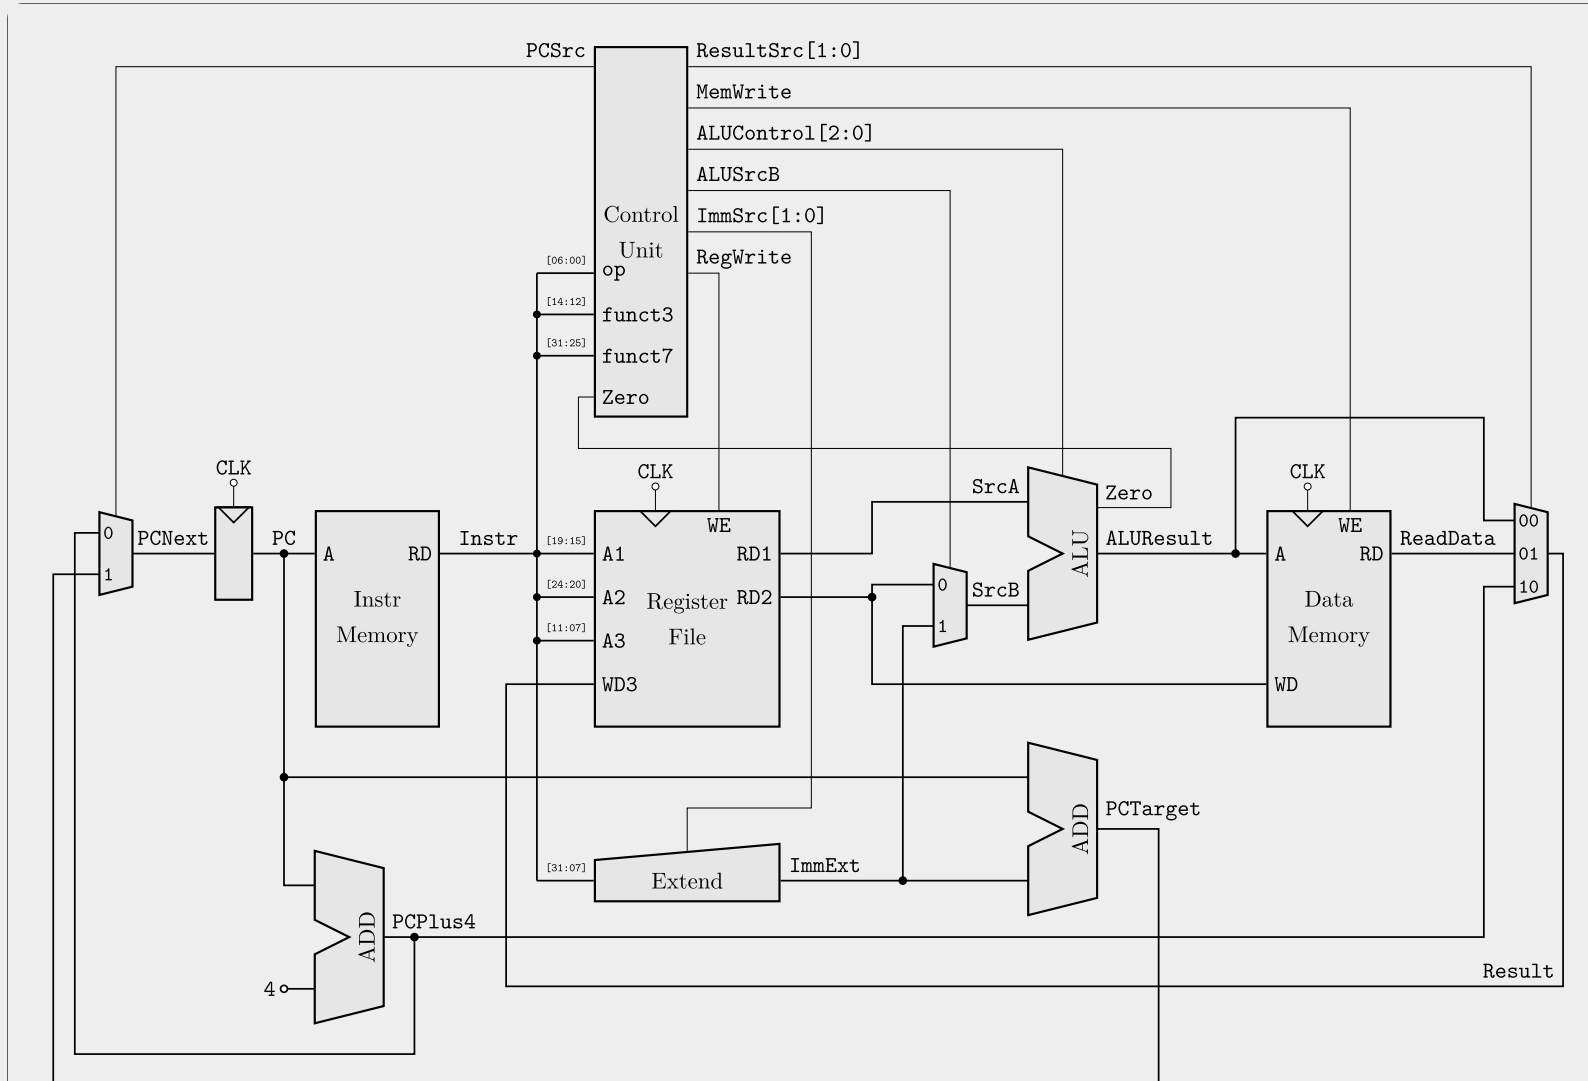 PCSrc
ResultSrc[1:0]
MemWrite
ALUControl[2:0]
ALUSrcB
ImmSrc[1:0]
RegWrite
Control
Unit
[06:00]
op
[14:12]
funct3
[31:25]
funct7
Zero
CLK
PCNext
0
1
PC
A
RD
Instr
Memory
Instr
CLK
WE
[19:15]
A1
RD1
[24:20]
A2
RD2
Register
File
[11:07]
A3
WD3
SrcA
0
1
SrcB
ALU
Zero
ALUResult
CLK
WE
A
RD
Data
Memory
WD
ReadData
00
01
10
[31:07]
Extend
ImmExt
ADD
PCTarget
ADD
PCPlus4
4
Result